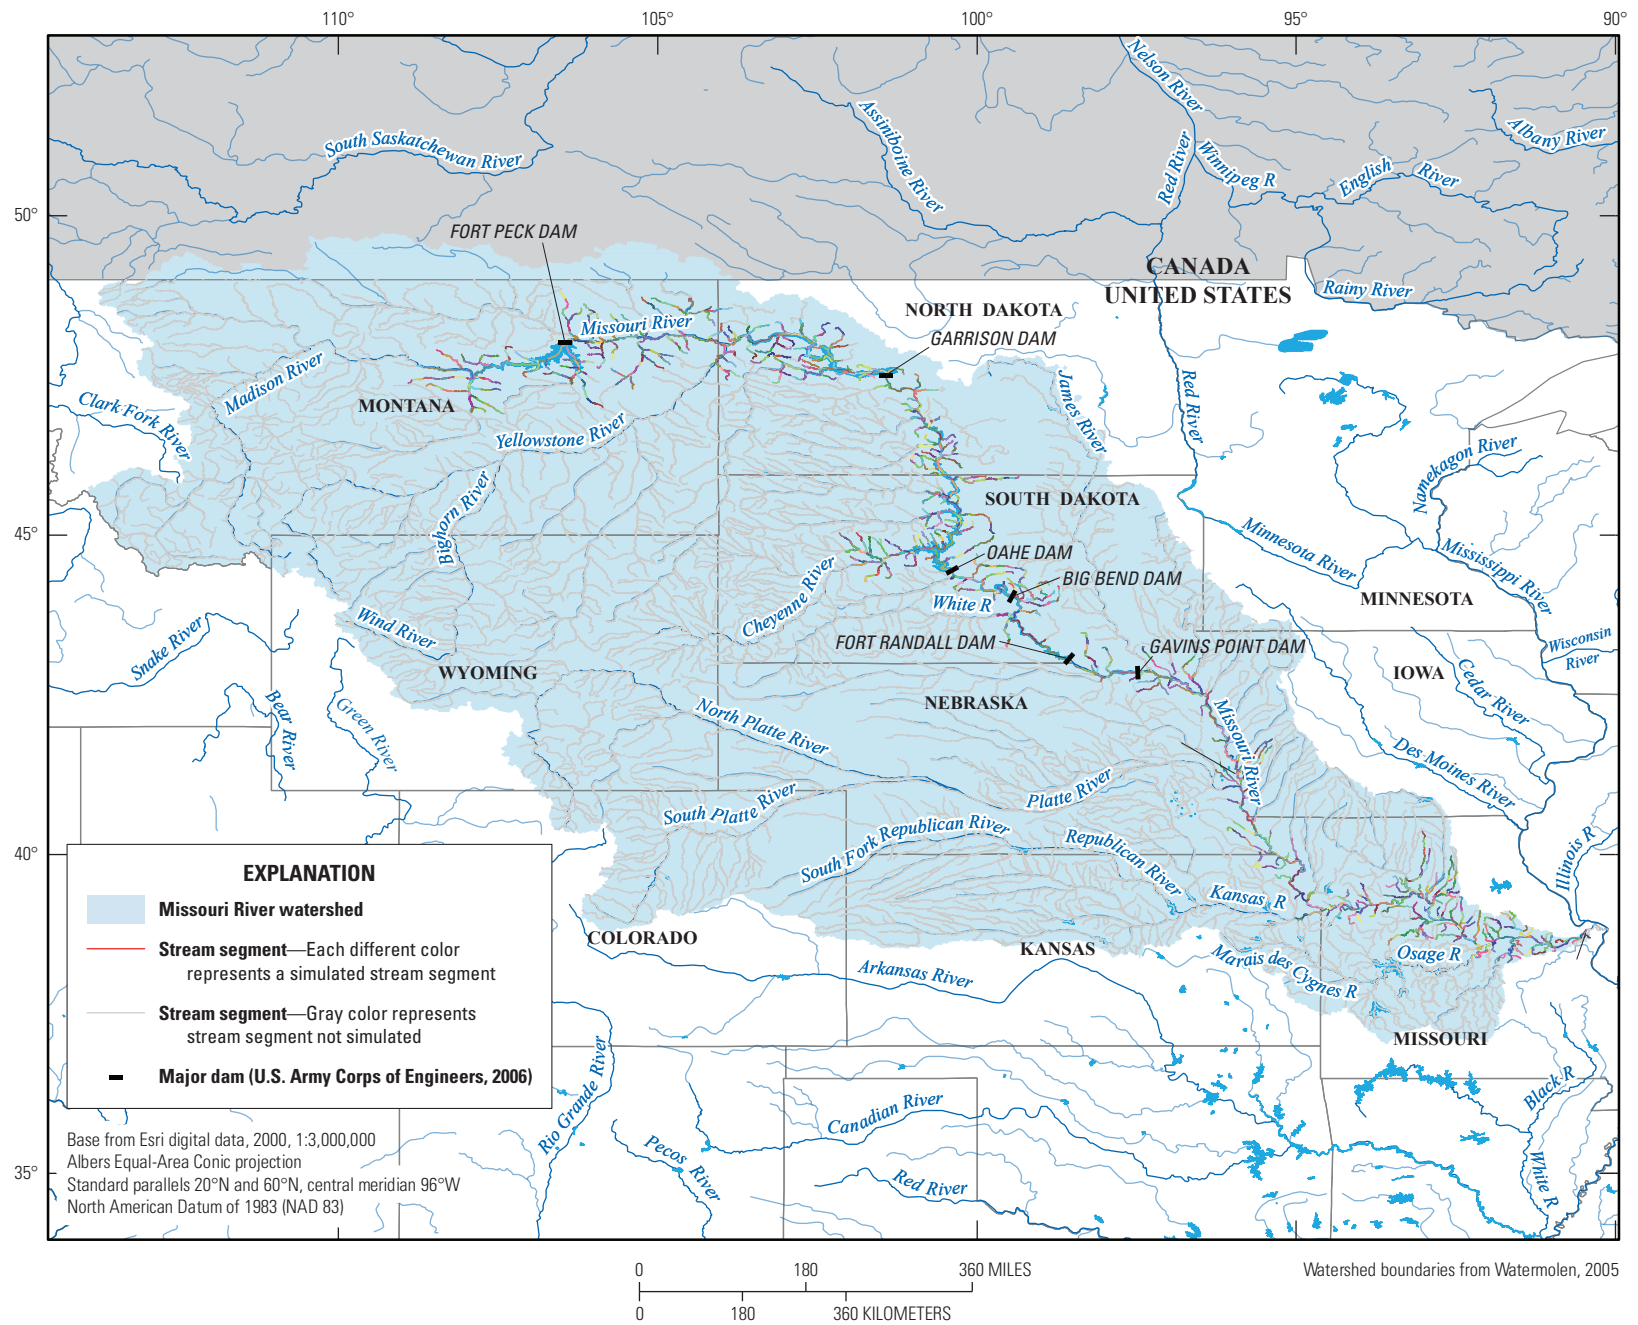 110°
105°
100°
95°
90°
50°
45°
40°
35°
Nelson River
Assiniboine River
Albany River
South Saskatchewan River
Red River
Winnipeg R
English River
FORT PECK DAM
CANADA
UNITED STATES
Rainy River
NORTH DAKOTA
Missouri River
GARRISON DAM
Madison River
James River
Red River
Clark Fork River
MONTANA
Yellowstone River
Namekagon River
Bighorn River
SOUTH DAKOTA
Minnesota River
Mississippi River
OAHE DAM
BIG BEND DAM
Cheyenne River
White R
MINNESOTA
Wind River
Snake River
FORT RANDALL DAM
GAVINS POINT DAM
Wisconsin
River
WYOMING
IOWA
Cedar River
NEBRASKA
Bear River
Green River
North Platte River
Missouri River
Des Moines River
South Platte River
Platte River
South Fork Republican River
Republican River
Illinois R
Kansas R
COLORADO
KANSAS
Marais des Cygnes R
Osage R
Arkansas River
MISSOURI
Rio Grande River
Canadian River
Black R
Pecos River
Red River
White R
EXPLANATION
Missouri River watershed
Stream segment—Each different color
represents a simulated stream segment
Stream segment—Gray color represents
stream segment not simulated
Major dam (U.S. Army Corps of Engineers, 2006)
Base from Esri digital data, 2000, 1:3,000,000
Albers Equal-Area Conic projection
Standard parallels 20°N and 60°N, central meridian 96°W
North American Datum of 1983 (NAD 83)
0 180 360 MILES
0 180 360 KILOMETERS
Watershed boundaries from Watermolen, 2005